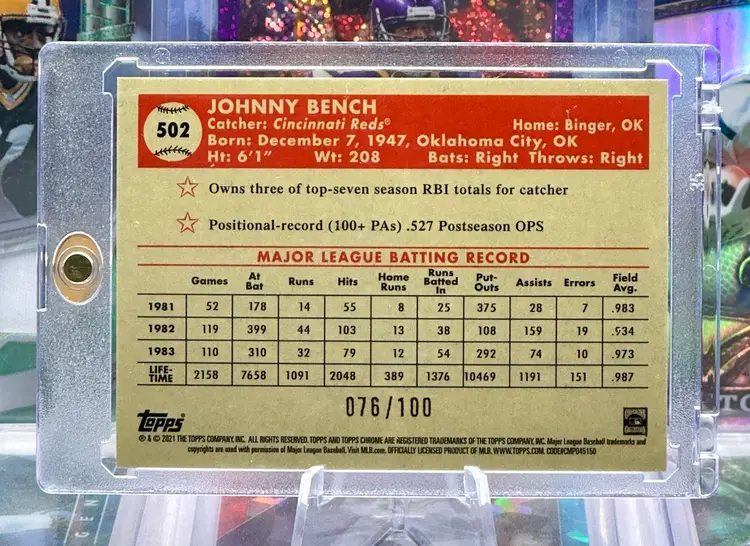 502
JOHNNY BENCH
Catcher: Cincinnati Reds®
Home: Binger, OK
Born: December 7, 1947, Oklahoma City, OK
Ht: 6'1" Wt: 208 Bats: Right Throws: Right
Owns three of top-seven season RBI totals for catcher
Positional-record (100+ PAs) .527 Postseason OPS
MAJOR LEAGUE BATTING RECORD
Games At Bat Runs Hits Home Runs Runs Batted In Put-Outs Assists Errors Field Avg.
1981 52 178 14 55 8 25 375 28 7 .983
1982 119 399 44 103 13 38 108 159 19 .934
1983 110 310 32 79 12 54 292 74 10 .973
LIFE-TIME 2158 7658 1091 2048 389 1376 10469 1191 151 .987
076/100
topps
® & © 2021 THE TOPPS COMPANY, INC. ALL RIGHTS RESERVED. TOPPS AND TOPPS CHROME ARE REGISTERED TRADEMARKS OF THE TOPPS COMPANY, INC. Major League Baseball trademarks and
copyrights are used with permission of Major League Baseball. Visit MLB.com. OFFICIALLY LICENSED PRODUCT OF MLB. WWW.TOPPS.COM. CODE#CMP045150
35